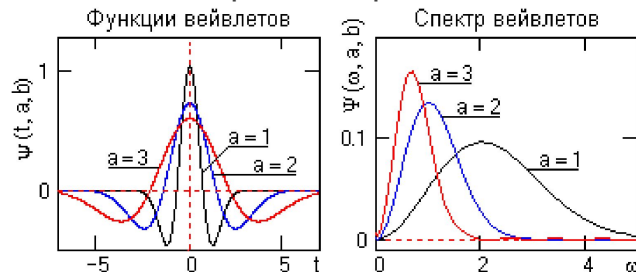 Функции вейвлетов
Ψ(t, a, b)
1
0
a=1
a=3
a=2
-5
0
5
t
Спектр вейвлетов
Ψ(ω, a, b)
0.1
0
a=3
a=2
a=1
0
2
4
ω